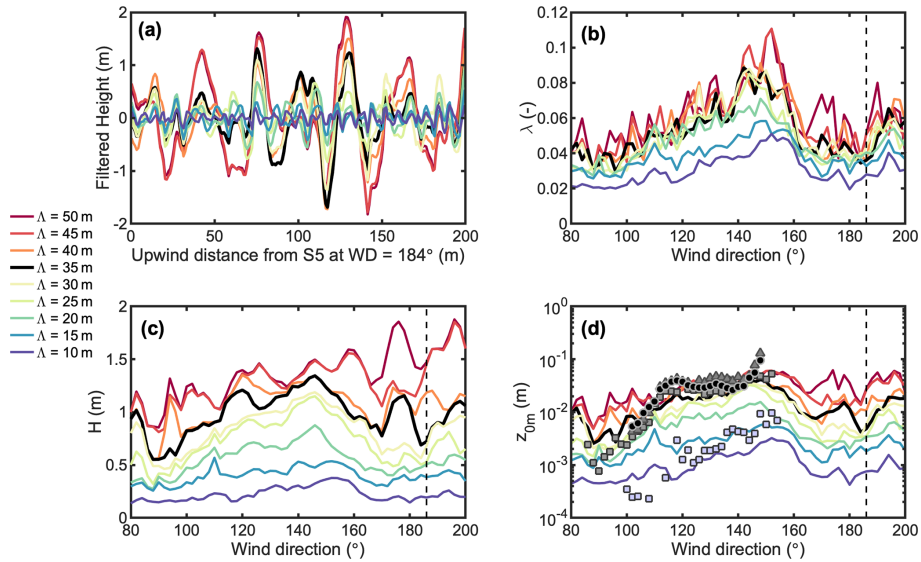 (a)
Filtered Height (m)
2
1
0
-1
-2
0
50
100
150
200
Upwind distance from S5 at WD = 184° (m)
(b)
λ (-)
0.12
0.1
0.08
0.06
0.04
0.02
0
80
100
120
140
160
180
200
Wind direction (°)
Λ = 50 m
Λ = 45 m
Λ = 40 m
Λ = 35 m
Λ = 30 m
Λ = 25 m
Λ = 20 m
Λ = 15 m
Λ = 10 m
(c)
H (m)
2
1.5
1
0.5
0
80
100
120
140
160
180
200
Wind direction (°)
(d)
z0m (m)
10^0
10^-1
10^-2
10^-3
10^-4
80
100
120
140
160
180
200
Wind direction (°)